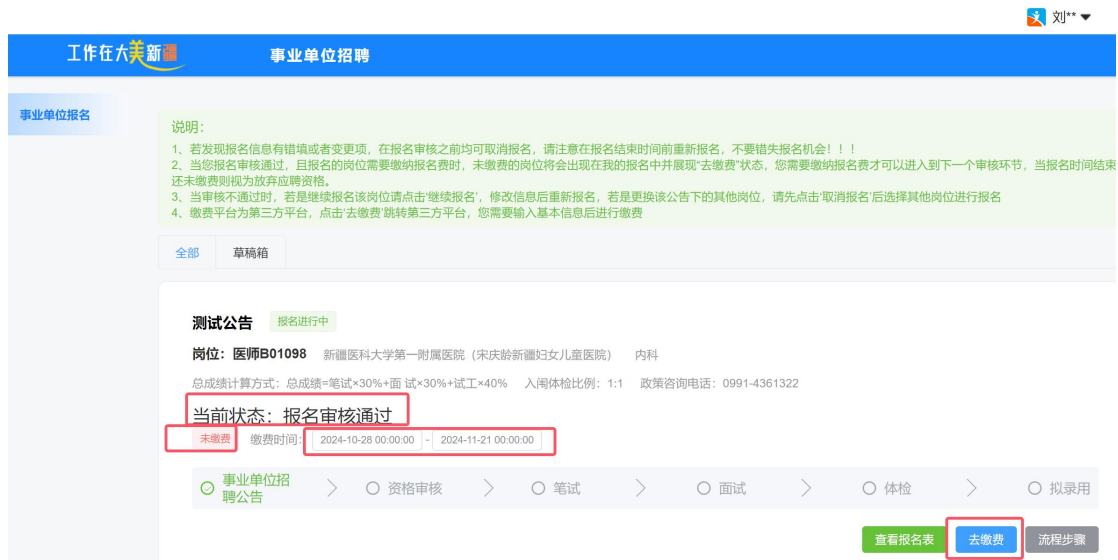 刘**
工作在大美新疆
事业单位招聘
事业单位报名
说明：
1、若发现报名信息有错填或者变更项，在报名审核之前均可取消报名，请注意在报名结束时间前重新报名，不要错失报名机会！！！
2、当您报名审核通过，且报名的岗位需要缴纳报名费时，未缴费的岗位将会出现在我的报名中并展现“去缴费”状态，您需要缴纳报名费才可以进入到下一个审核环节，当报名时间结束
还未缴费则视为放弃应聘资格。
3、当审核不通过时，若是继续报名该岗位请点击‘继续报名’，修改信息后重新报名，若是更换该公告下的其他岗位，请先点击‘取消报名’后选择其他岗位进行报名
4、缴费平台为第三方平台，点击‘去缴费’跳转第三方平台，您需要输入基本信息后进行缴费
全部 草稿箱
测试公告 报名进行中
岗位：医师B01098 新疆医科大学第一附属医院（宋庆龄新疆妇女儿童医院） 内科
总成绩计算方式：总成绩=笔试×30%+面 试×30%+试工×40% 入闱体检比例：1:1 政策咨询电话：0991-4361322
当前状态：报名审核通过
未缴费 缴费时间： 2024-10-28 00:00:00 - 2024-11-21 00:00:00
事业单位招
聘公告
资格审核 笔试 面试 体检 拟录用
查看报名表 去缴费 流程步骤